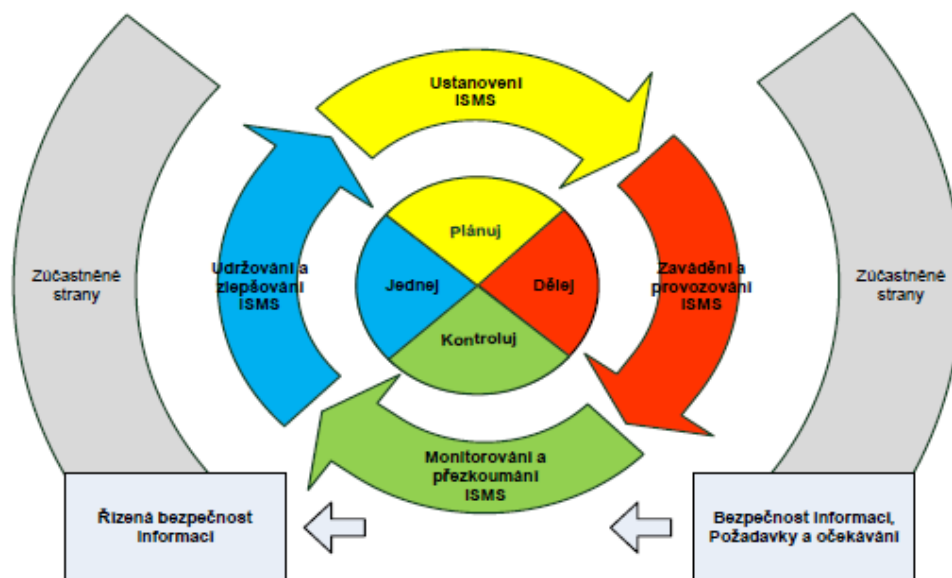 Ustanovení
ISMS
Plánuj
Zúčastněné
strany
Udržování a
zlepšování
ISMS
Jednej
Dělej
Zavádění a
provozování
ISMS
Zúčastněné
strany
Kontroluj
Monitorování a
přezkoumání
ISMS
Řízená bezpečnost
informací
Bezpečnost informací,
Požadavky a očekávání